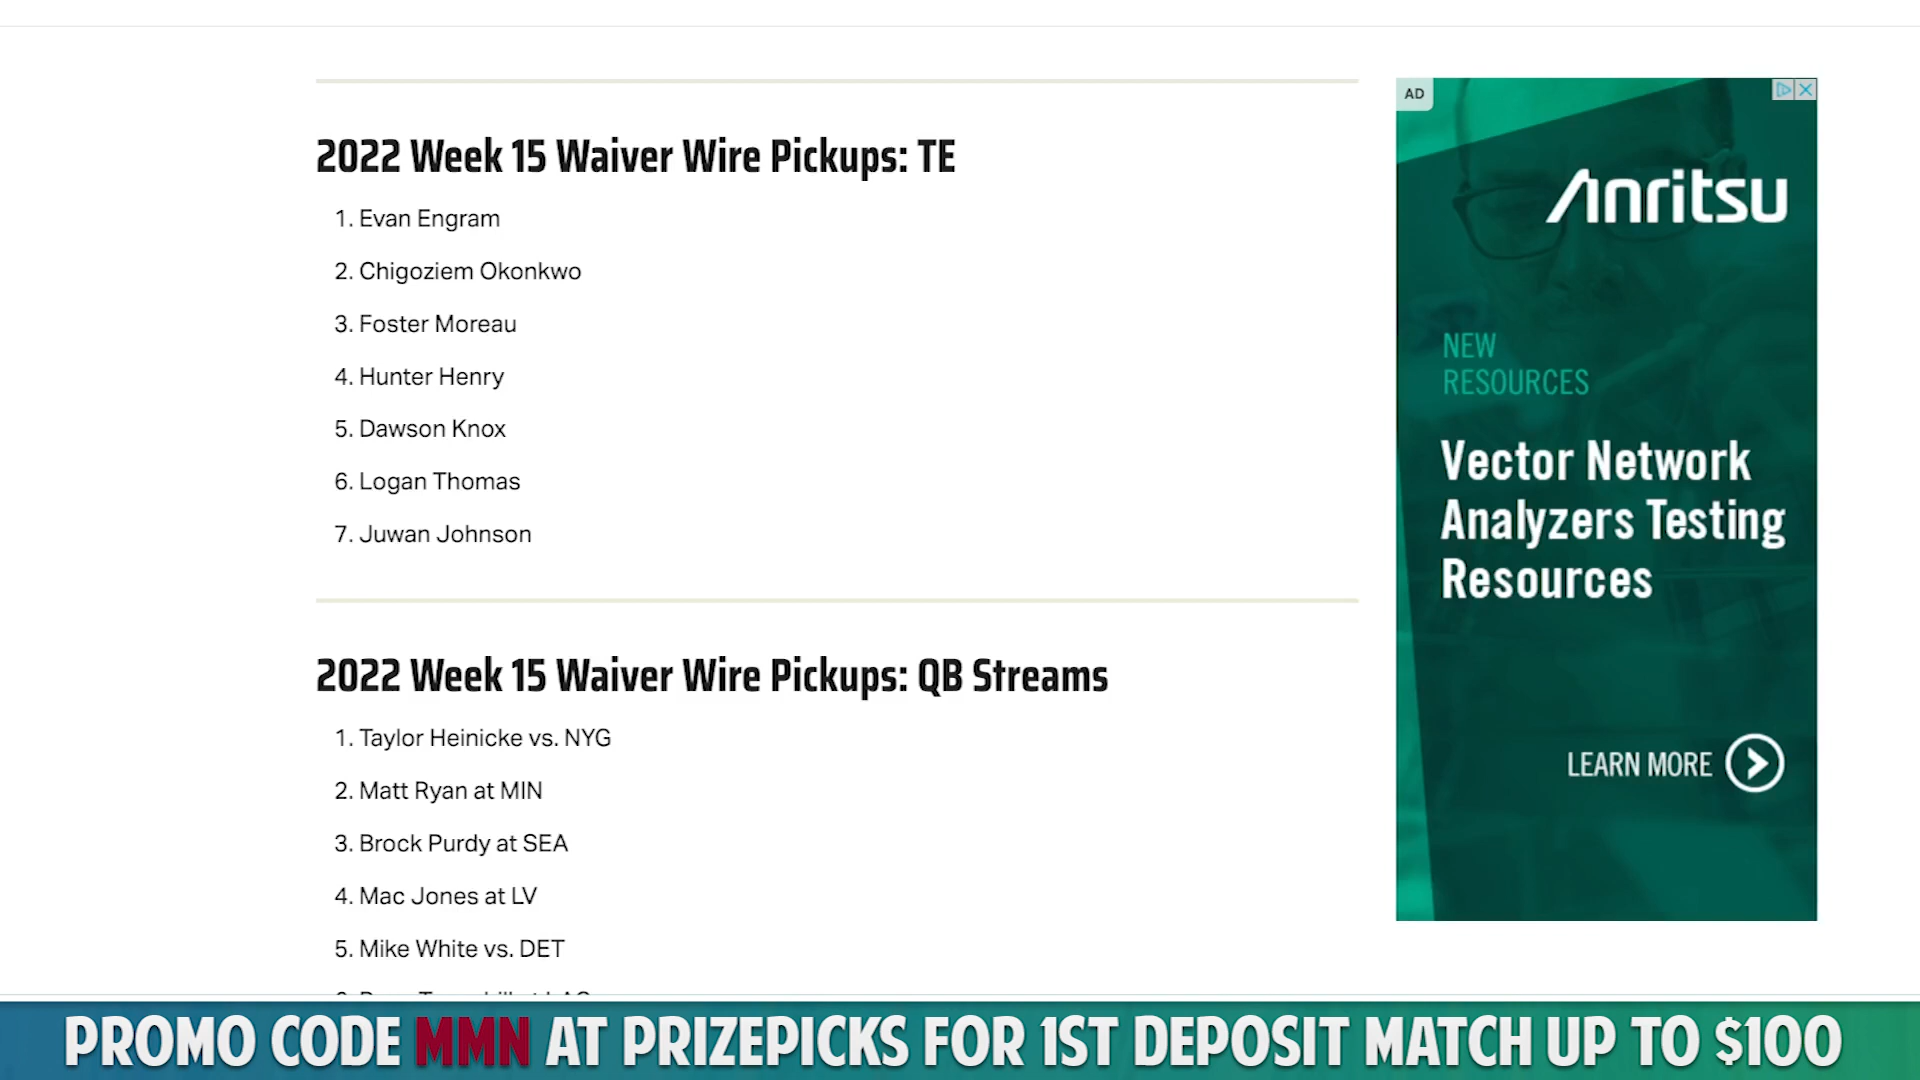 2022 Week 15 Waiver Wire Pickups: TE
1. Evan Engram
2. Chigoziem Okonkwo
3. Foster Moreau
4. Hunter Henry
5. Dawson Knox
6. Logan Thomas
7. Juwan Johnson
2022 Week 15 Waiver Wire Pickups: QB Streams
1. Taylor Heinicke vs. NYG
2. Matt Ryan at MIN
3. Brock Purdy at SEA
4. Mac Jones at LV
5. Mike White vs. DET
AD
Anritsu
NEW
RESOURCES
Vector Network
Analyzers Testing
Resources
LEARN MORE
PROMO CODE MMN AT PRIZEPICKS FOR 1ST DEPOSIT MATCH UP TO $100